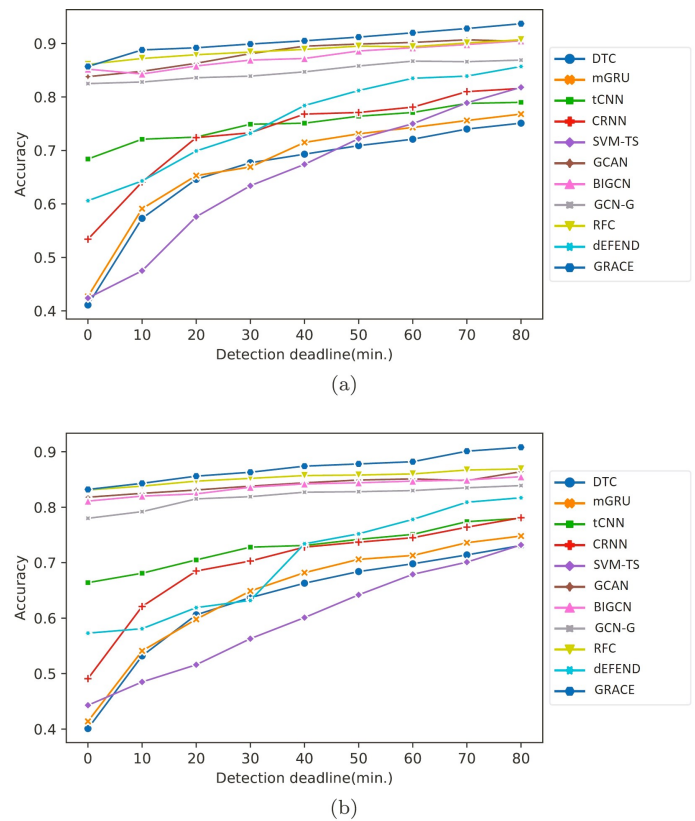 0.9
0.8
0.7
0.6
0.5
0.4
Accuracy
0 10 20 30 40 50 60 70 80
Detection deadline(min.)
DTC
mGRU
tCNN
CRNN
SVM-TS
GCAN
BIGCN
GCN-G
RFC
dEFEND
GRACE
(a)
0.9
0.8
0.7
0.6
0.5
0.4
Accuracy
0 10 20 30 40 50 60 70 80
Detection deadline(min.)
DTC
mGRU
tCNN
CRNN
SVM-TS
GCAN
BIGCN
GCN-G
RFC
dEFEND
GRACE
(b)